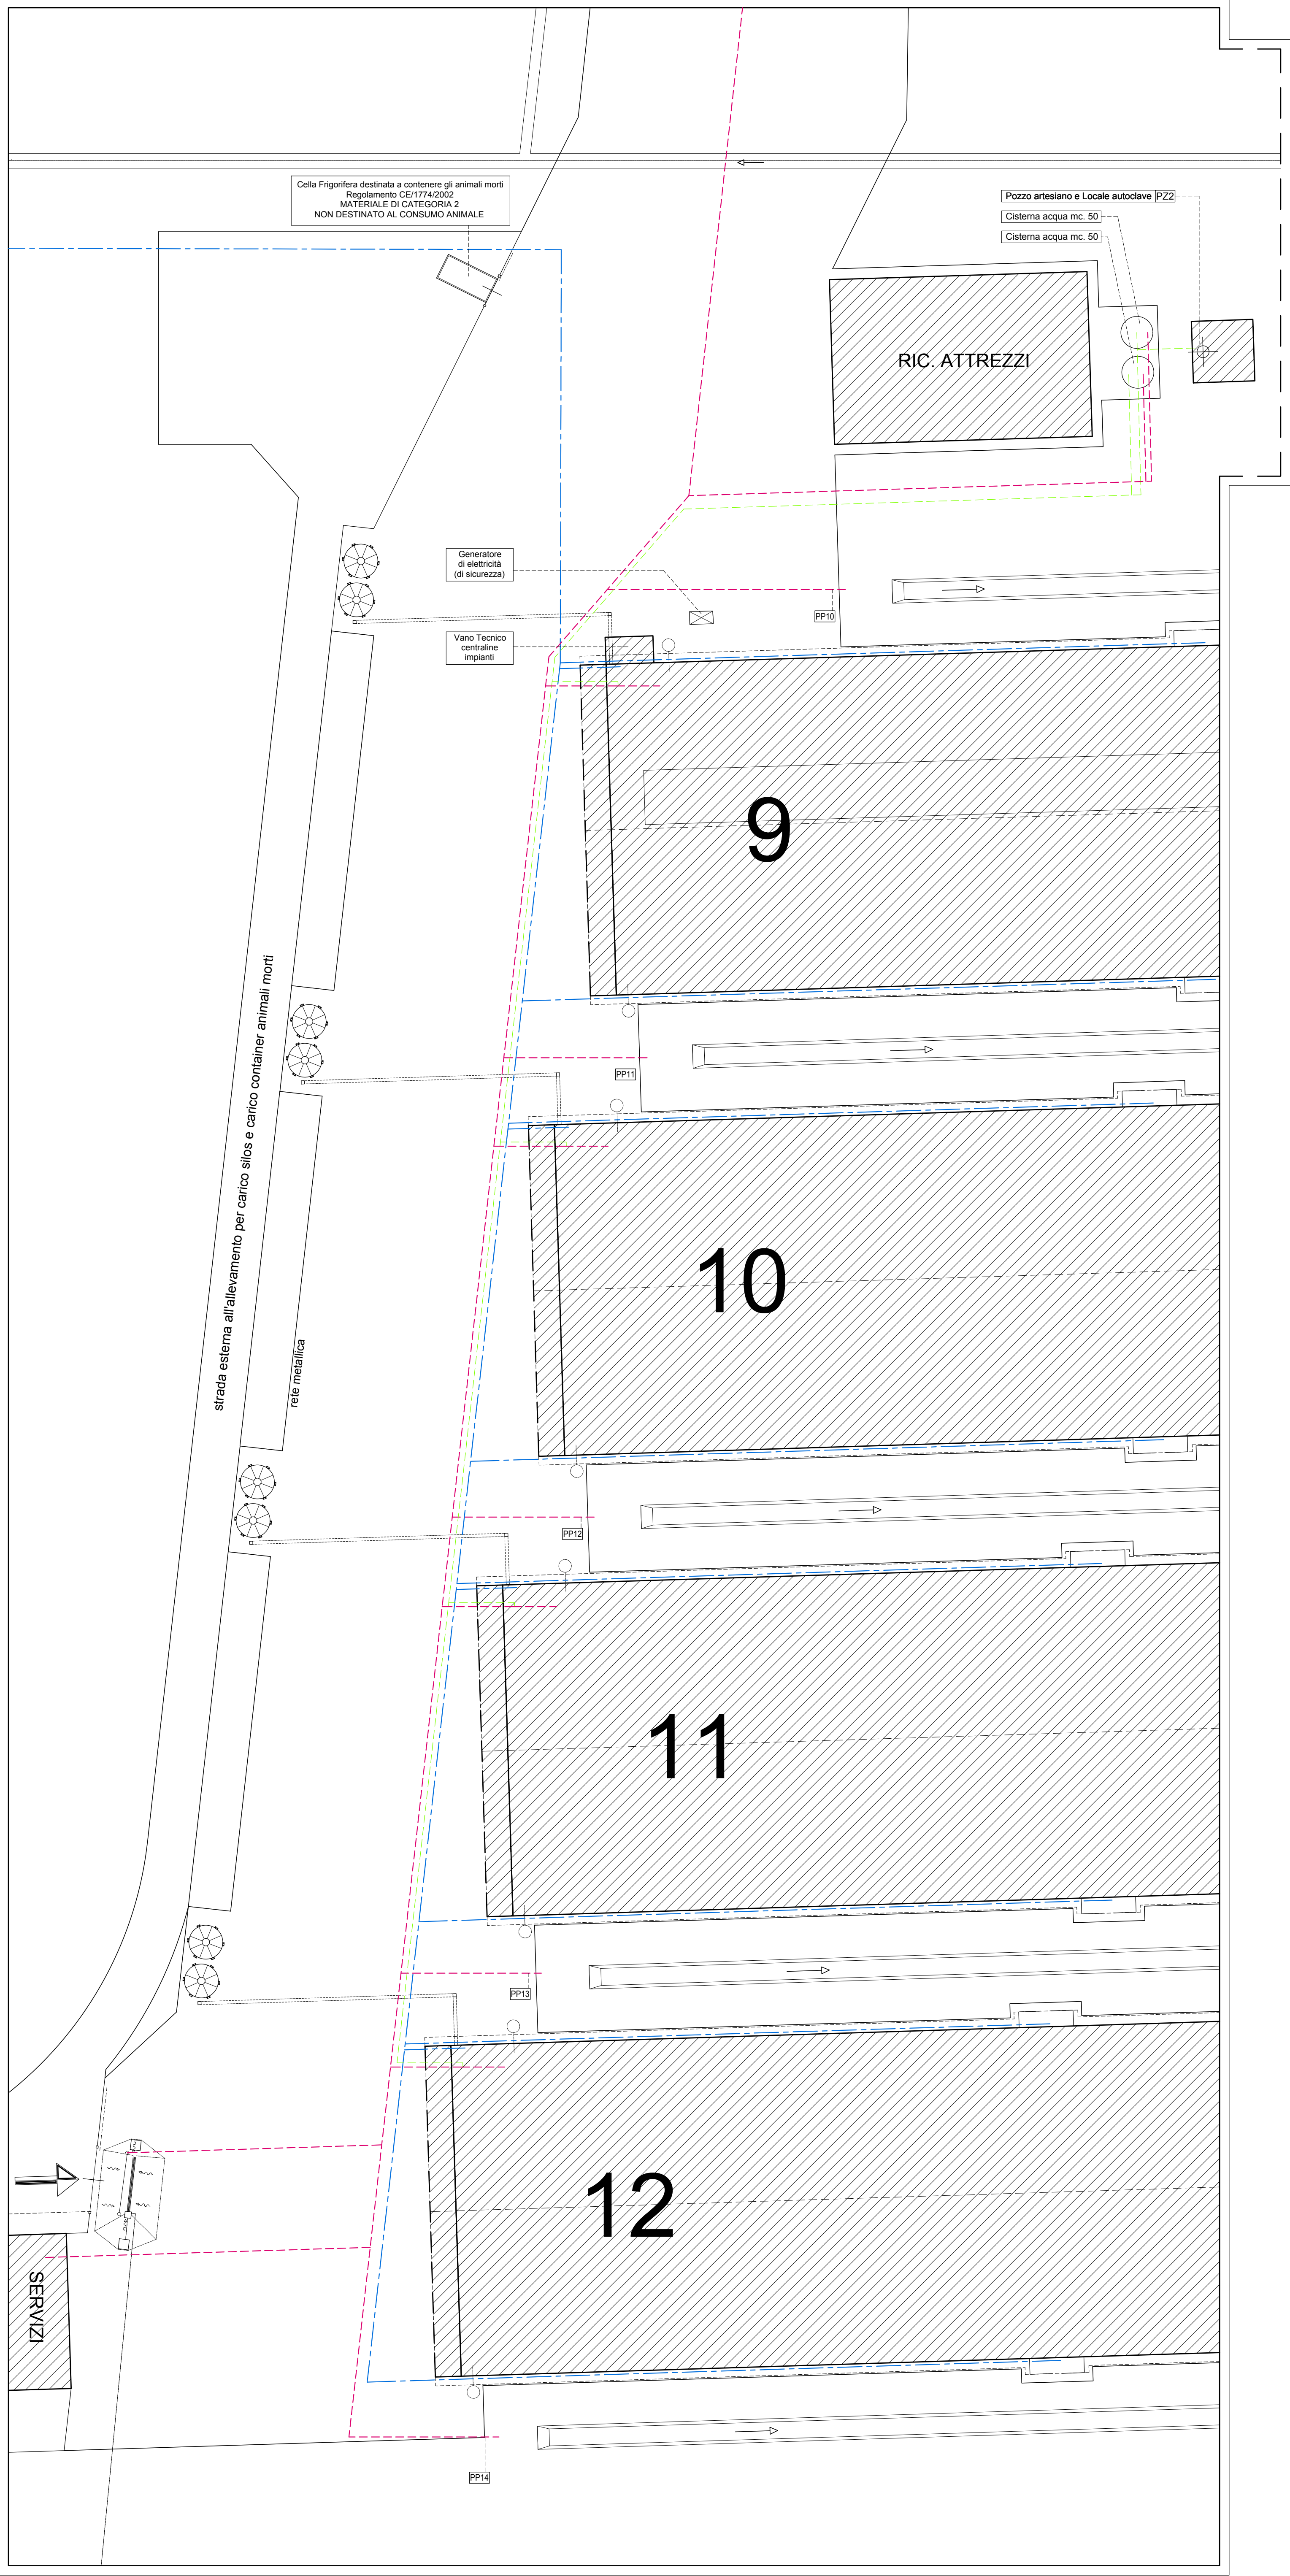 Cella Frigorifera destinata a contenere gli animali morti
Regolamento CE/1774/2002
MATERIALE DI CATEGORIA 2
NON DESTINATO AL CONSUMO ANIMALE
Pozzo artesiano e Locale autoclave PZ2
Cisterna acqua mc. 50
Cisterna acqua mc. 50
RIC. ATTREZZI
Generatore
di elettricità
(di sicurezza)
PP10
Vano Tecnico
centraline
impianti
9
strada esterna all'allevamento per carico silos e carico container animali morti
PP11
10
rete metallica
PP12
11
PP13
12
SERVIZI
PP14